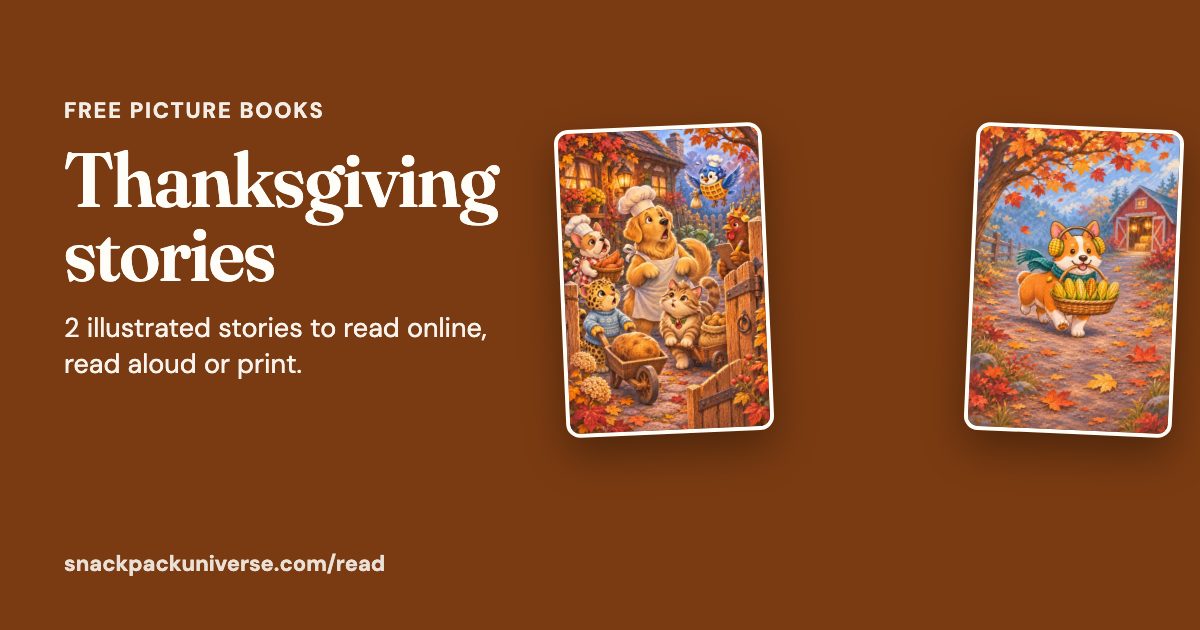 FREE PICTURE BOOKS
Thanksgiving
stories
2 illustrated stories to read online,
read aloud or print.
snackpackuniverse.com/read